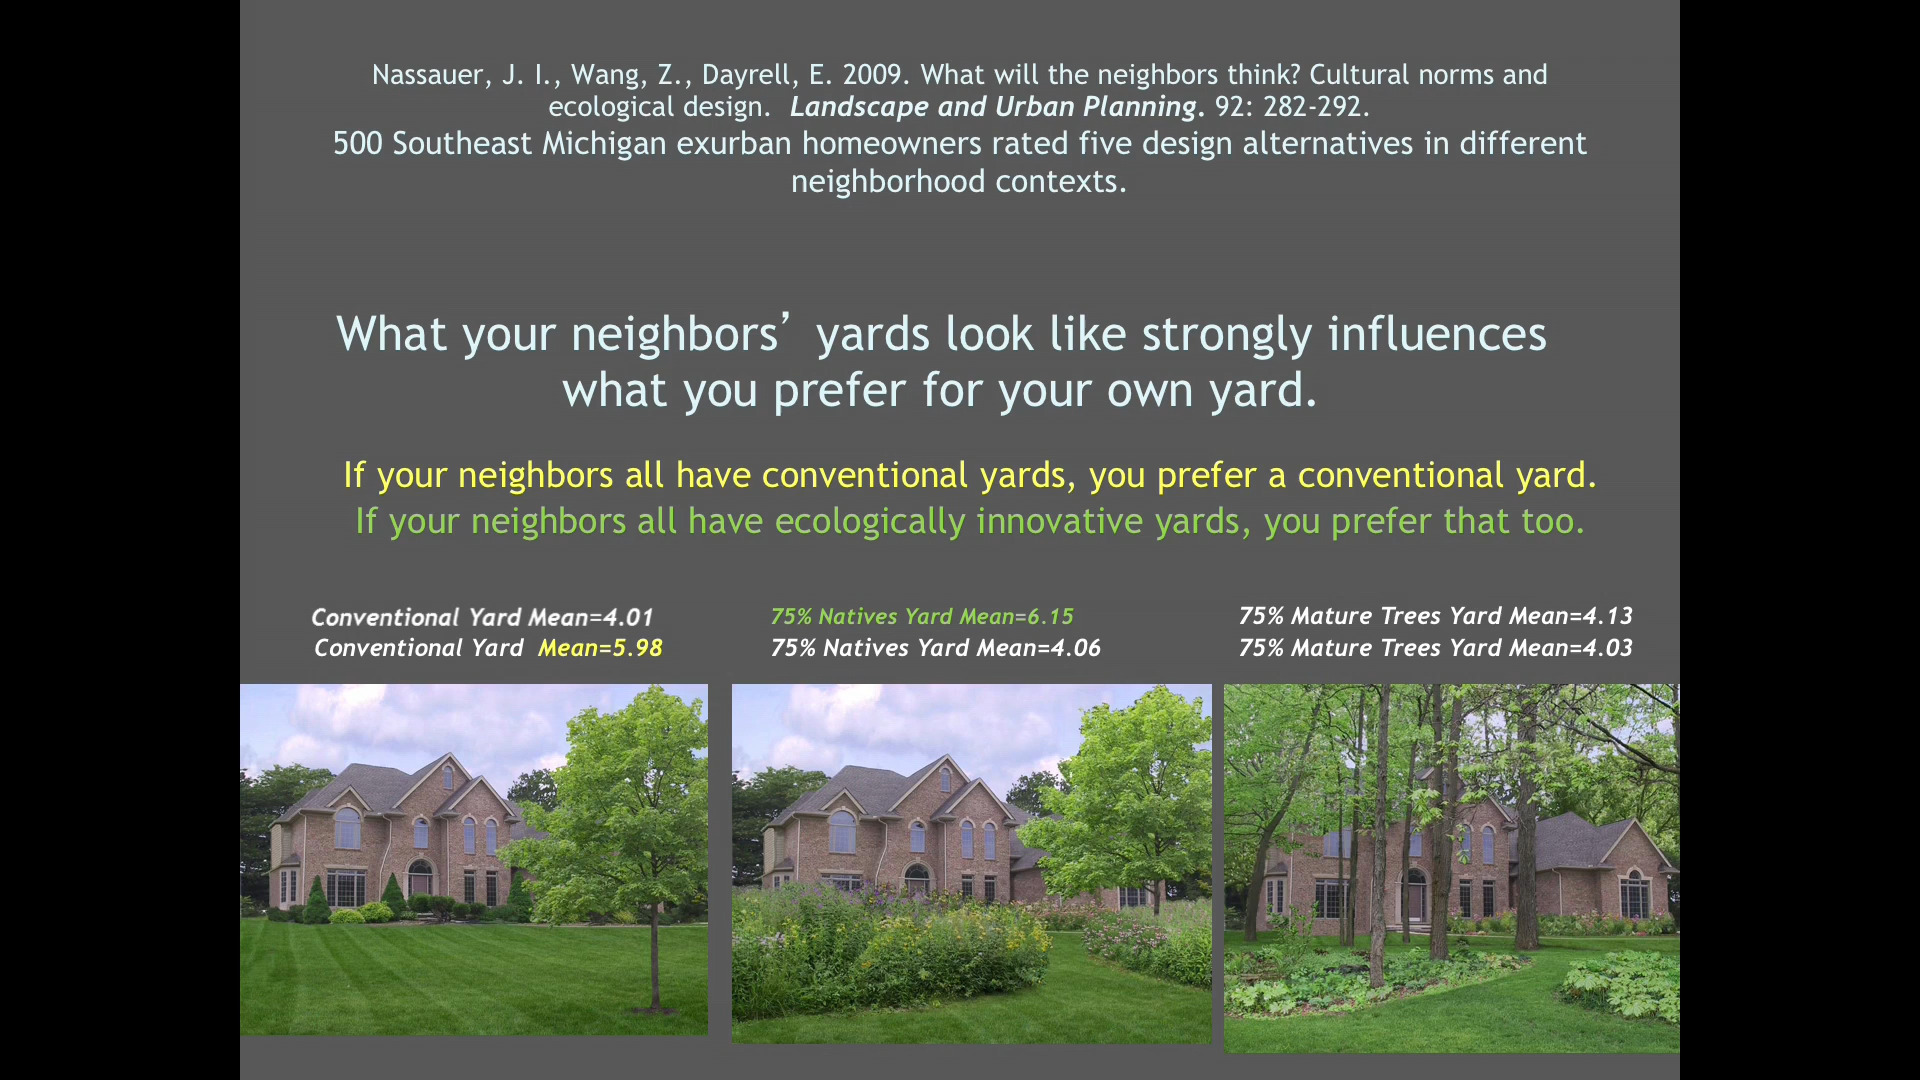 Nassauer, J. I., Wang, Z., Dayrell, E. 2009. What will the neighbors think? Cultural norms and
ecological design. Landscape and Urban Planning. 92: 282-292.
500 Southeast Michigan exurban homeowners rated five design alternatives in different
neighborhood contexts.
What your neighbors’ yards look like strongly influences
what you prefer for your own yard.
If your neighbors all have conventional yards, you prefer a conventional yard.
If your neighbors all have ecologically innovative yards, you prefer that too.
Conventional Yard Mean=4.01
Conventional Yard Mean=5.98
75% Natives Yard Mean=6.15
75% Natives Yard Mean=4.06
75% Mature Trees Yard Mean=4.13
75% Mature Trees Yard Mean=4.03